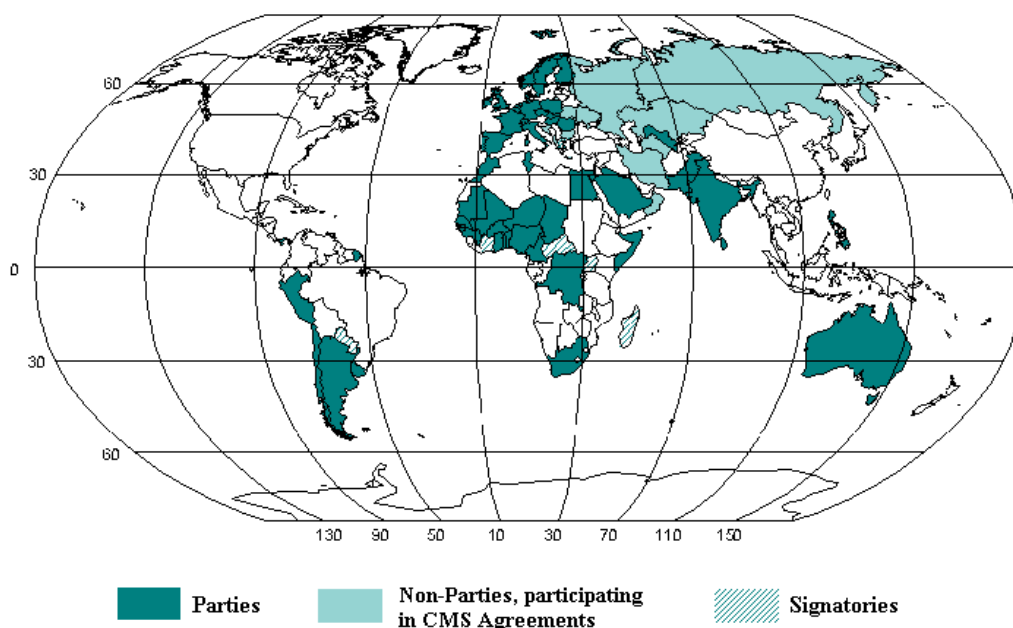 60
30
0
30
60
130 90 50 10 30 70 110 150
Parties
Non-Parties, participating
in CMS Agreements
Signatories